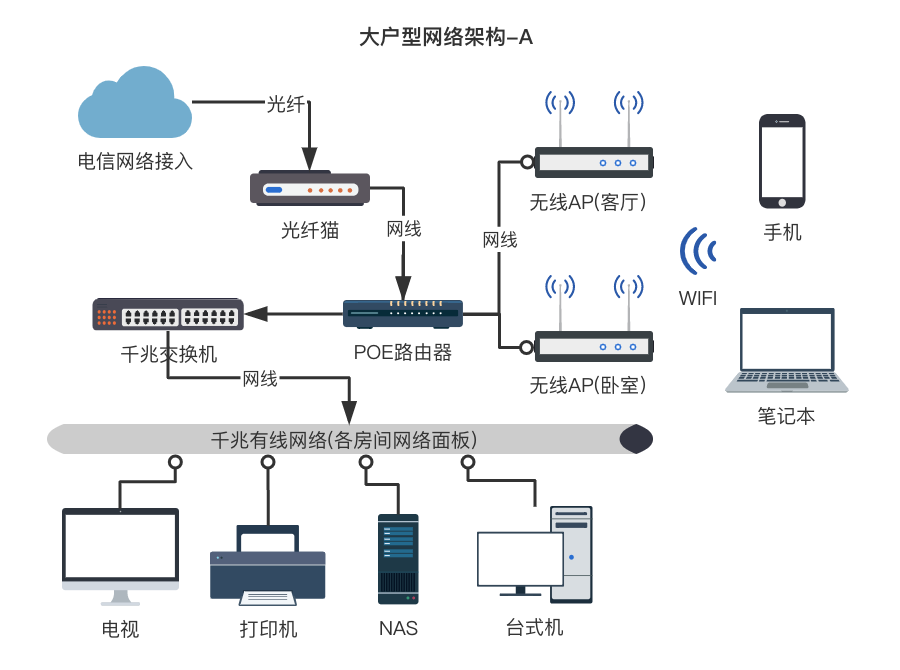 大户型网络架构-A
光纤
电信网络接入
无线AP(客厅)
光纤猫
网线
网线
手机
WIFI
千兆交换机
POE路由器
网线
无线AP(卧室)
笔记本
千兆有线网络(各房间网络面板)
电视
打印机
NAS
台式机